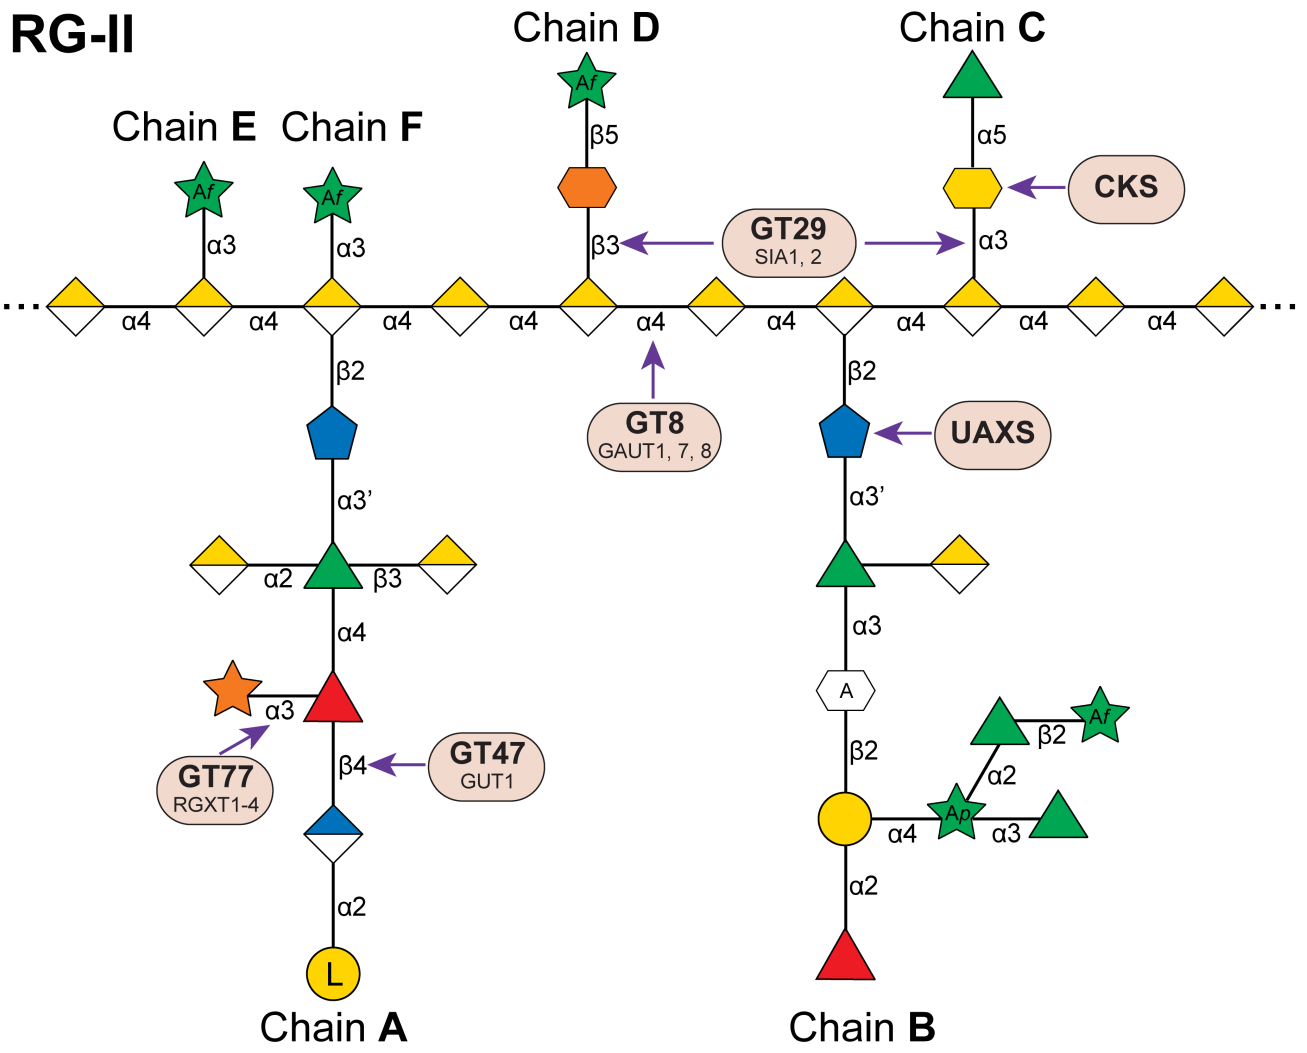 RG-II
Chain D
Chain C
Af
Chain E
Chain F
β5
α5
Af
Af
CKS
α3
α3
β3
GT29
SIA1, 2
α3
...
α4
α4
α4
α4
α4
α4
α4
α4
α4
...
β2
β2
GT8
GAUT1, 7, 8
UAXS
α3’
α3’
α2
β3
α4
α3
α3
A
GT77
RGXT1-4
β4
GT47
GUT1
β2
Af
β2
α2
α4
Ap
α3
α2
α2
L
Chain A
Chain B